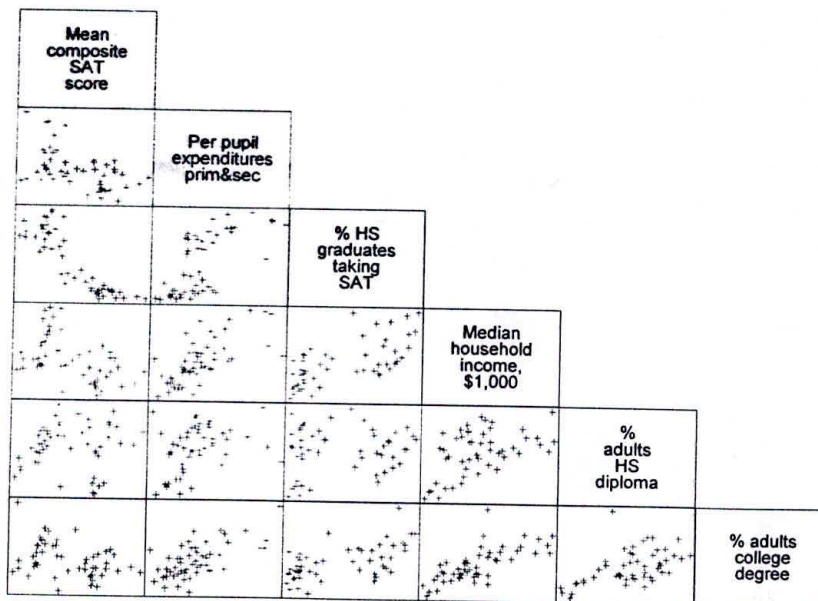 Mean
composite
SAT
score
Per pupil
expenditures
prim&sec
% HS
graduates
taking
SAT
Median
household
income,
$1,000
%
adults
HS
diploma
% adults
college
degree